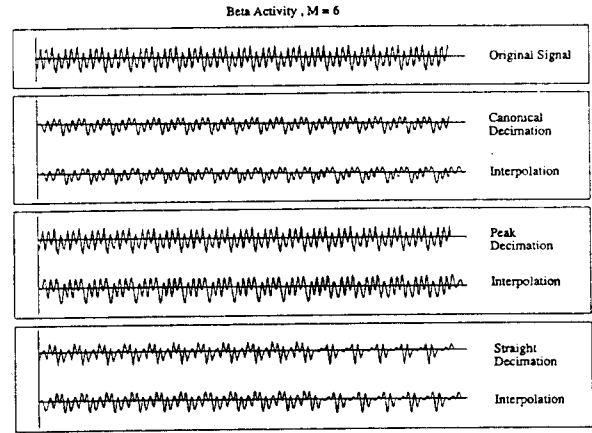 Beta Activity , M = 6
Original Signal
Canonical
Decimation
Interpolation
Peak
Decimation
Interpolation
Straight
Decimation
Interpolation